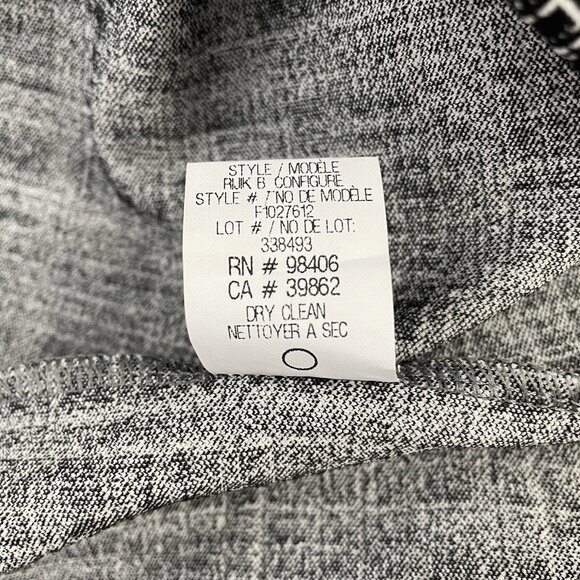 STYLE / MODÈLE
RIJIK B CONFIGURE
STYLE # / NO DE MODÈLE
F1027612
LOT # / NO DE LOT:
338493
RN # 98406
CA # 39862
DRY CLEAN
NETTOYER A SEC